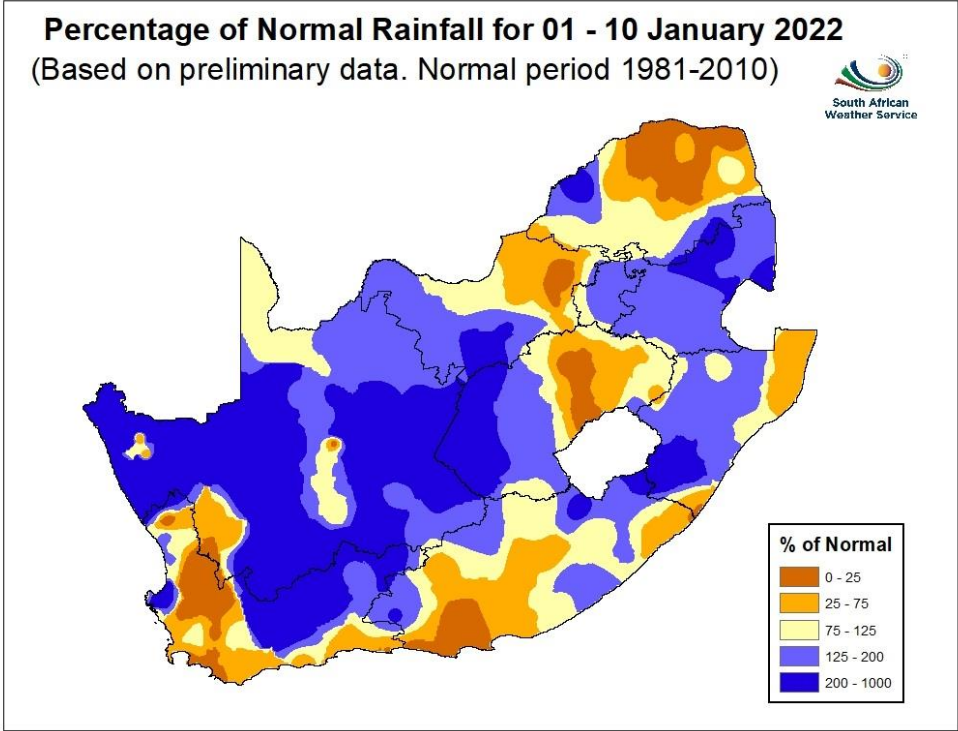 Percentage of Normal Rainfall for 01 - 10 January 2022
(Based on preliminary data. Normal period 1981-2010)
South African
Weather Service
% of Normal
0 - 25
25 - 75
75 - 125
125 - 200
200 - 1000